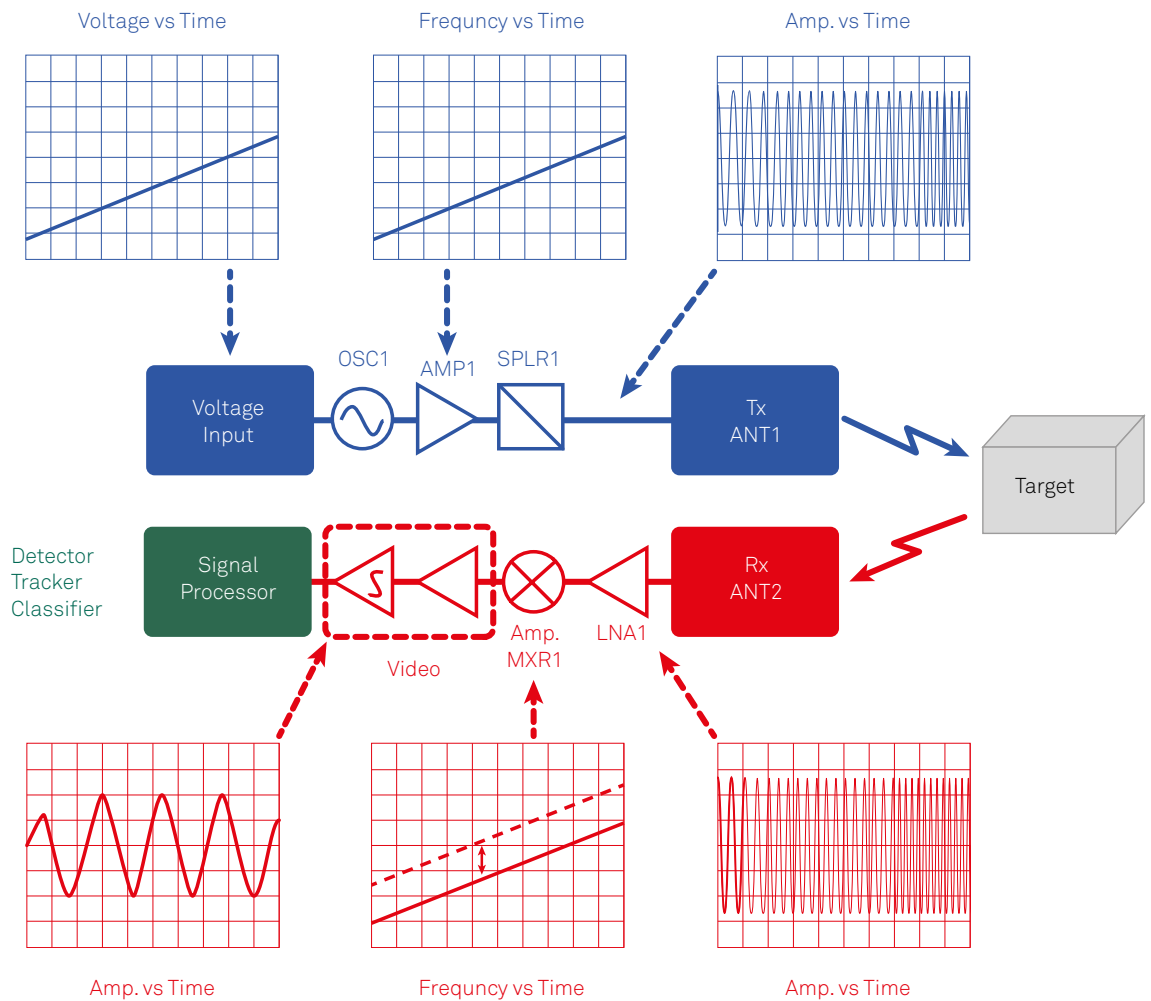 Voltage vs Time
Frequncy vs Time
Amp. vs Time
OSC1
AMP1
SPLR1
Voltage
Input
Tx
ANT1
Target
Detector
Tracker
Classifier
Signal
Processor
Video
Amp.
MXR1
LNA1
Rx
ANT2
Amp. vs Time
Frequncy vs Time
Amp. vs Time